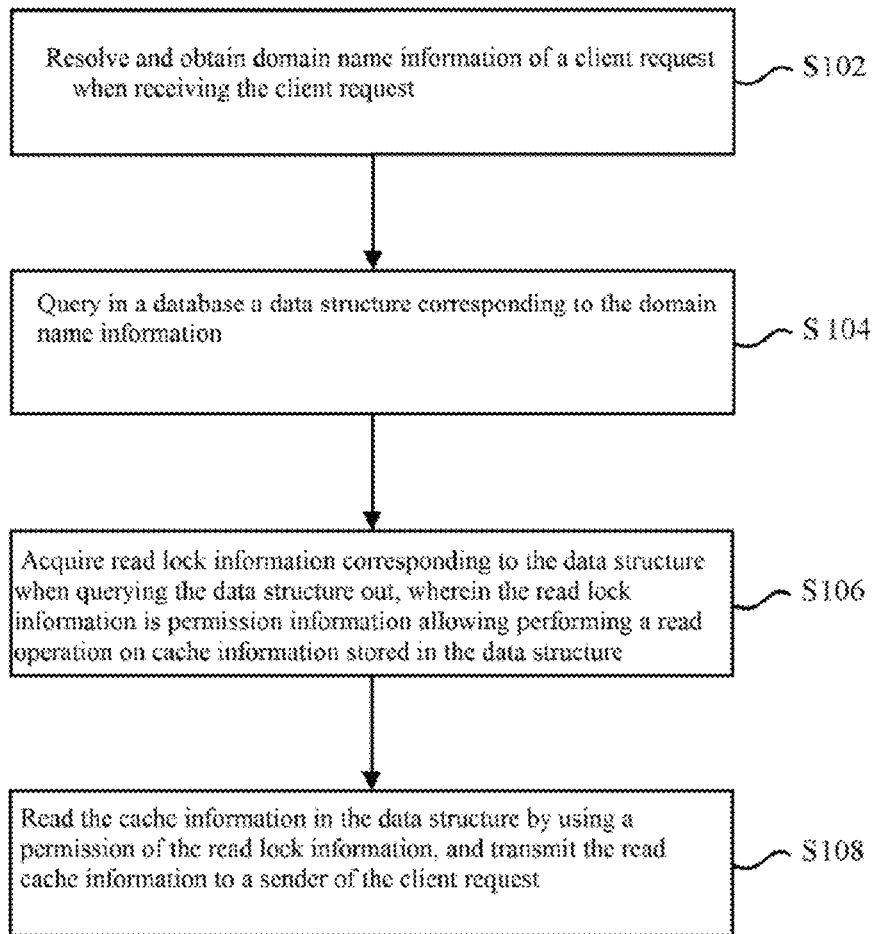 Resolve and obtain domain name information of a client request
when receiving the client request
S102
Query in a database a data structure corresponding to the domain
name information
S 104
Acquire read lock information corresponding to the data structure
when querying the data structure out, wherein the read lock
information is permission information allowing performing a read
operation on cache information stored in the data structure
S106
Read the cache information in the data structure by using a
permission of the read lock information, and transmit the read
cache information to a sender of the client request
S108